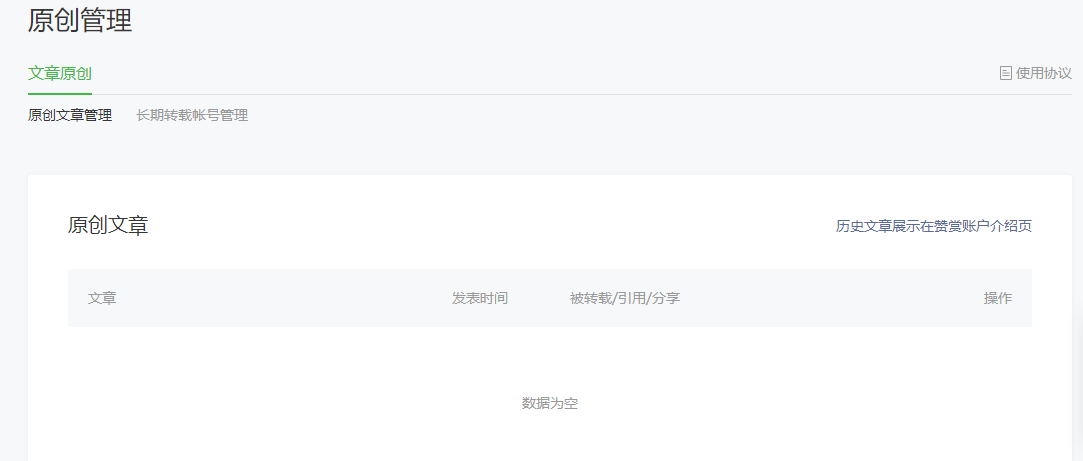 原创管理
文章原创
使用协议
原创文章管理 长期转载帐号管理
原创文章
历史文章展示在赞赏账户介绍页
文章 发表时间 被转载/引用/分享 操作
数据为空